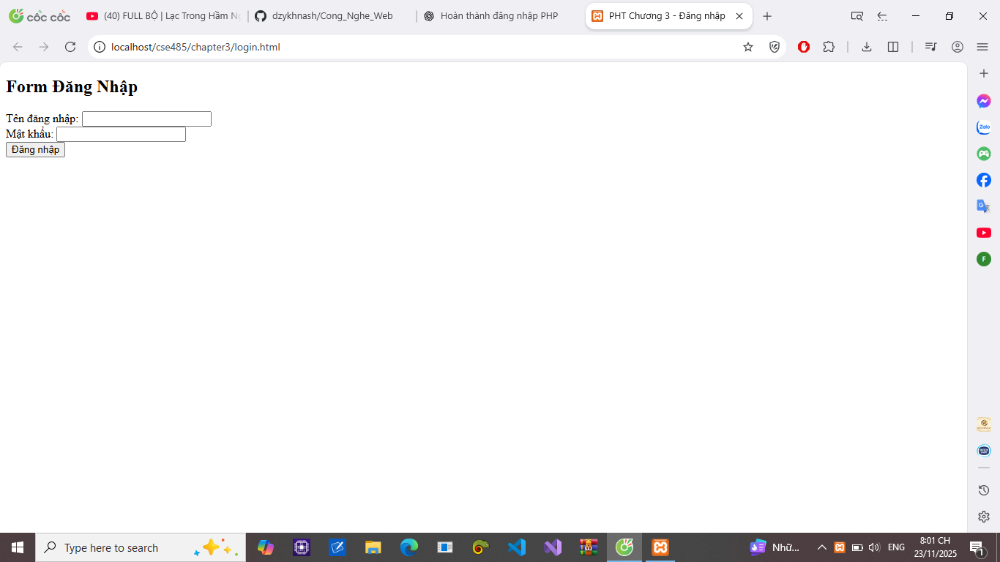 cốc cốc
(40) FULL BỘ | Lạc Trong Hầm
dzykhnash/Cong_Nghe_Web
Hoàn thành đăng nhập PHP
PHT Chương 3 - Đăng nhập
localhost/cse485/chapter3/login.html
Form Đăng Nhập
Tên đăng nhập:
Mật khẩu:
Đăng nhập
Zalo
F
Type here to search
Nhữ...
ENG
8:01 CH
23/11/2025
1